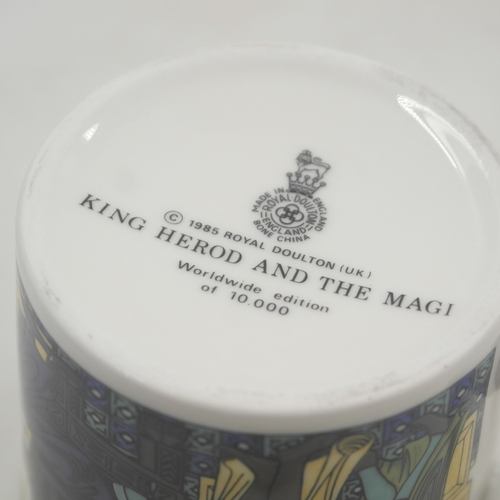 MADE IN ENGLAND
ROYAL DOULTON
ENGLAND
BONE CHINA
© 1985 ROYAL DOULTON (UK)
KING HEROD AND THE MAGI
Worldwide edition
of 10.000